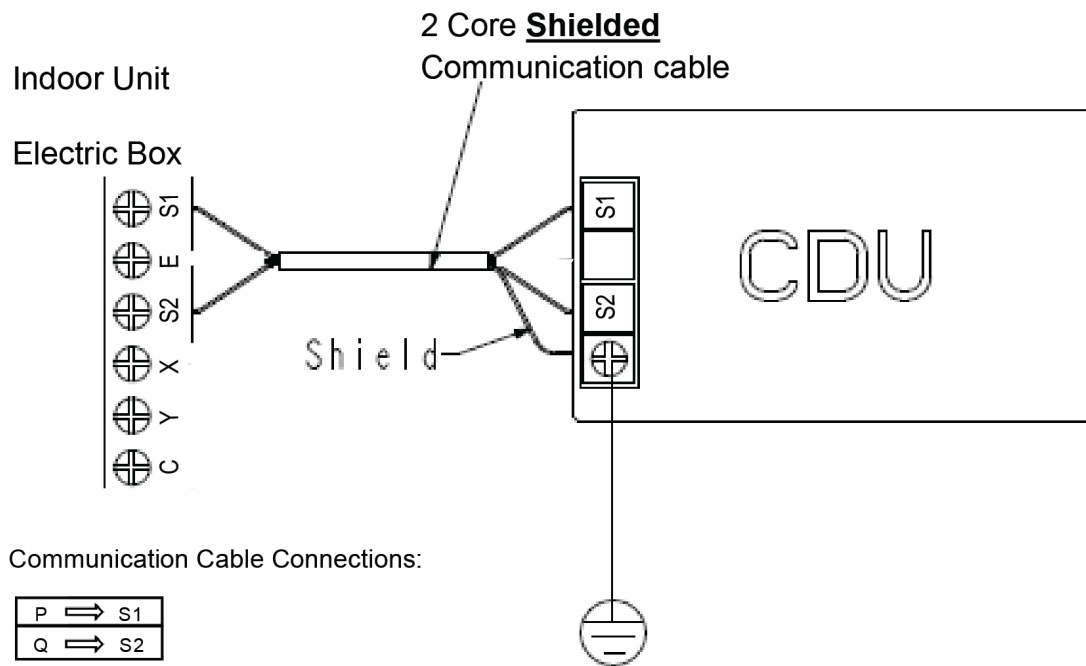 2 Core Shielded
Communication cable
Indoor Unit
Electric Box
S1
E
S2
X
Y
C
Shield
S1
S2
CDU
Communication Cable Connections:
P ⇒ S1
Q ⇒ S2